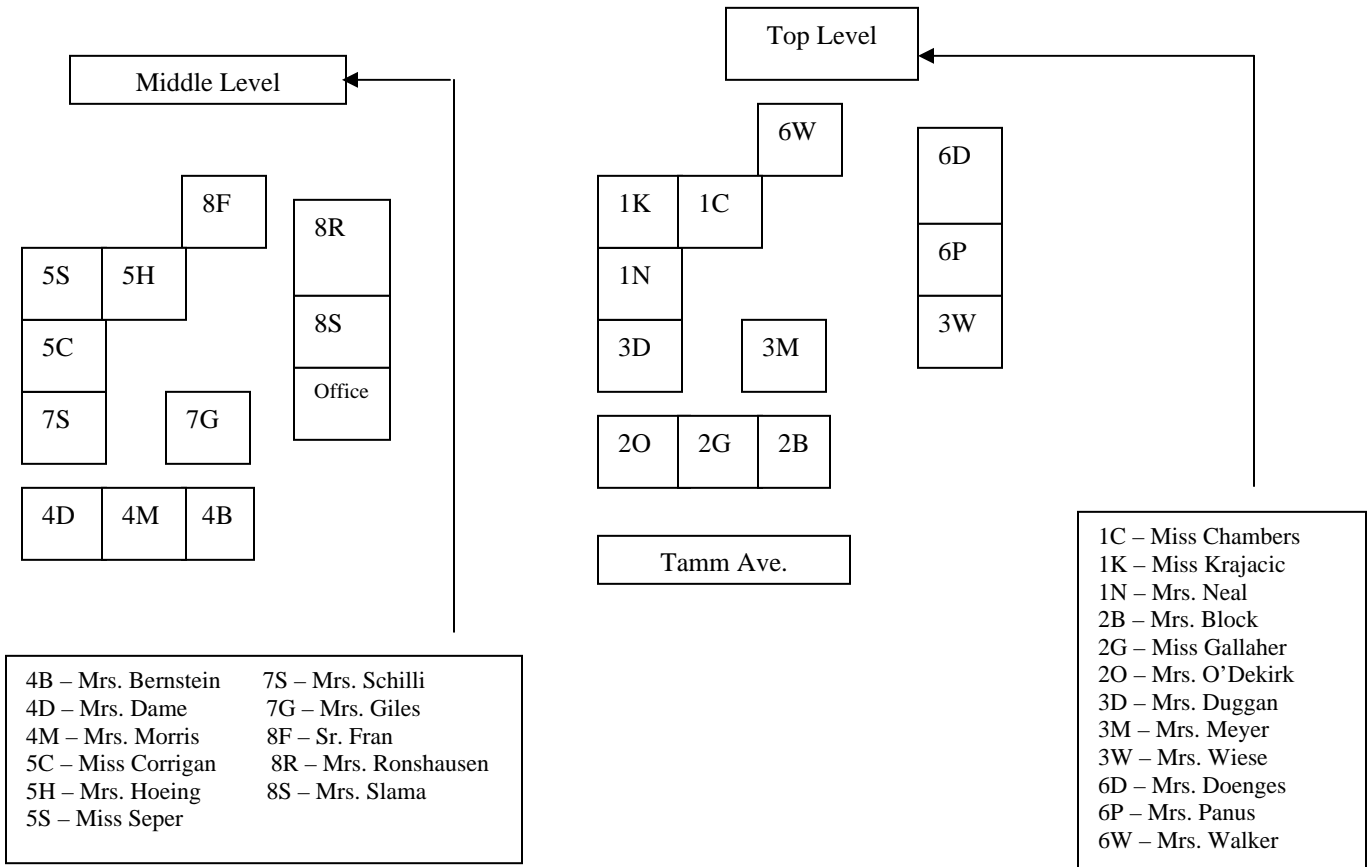 Top Level
Middle Level
6W
6D
8F
1K 1C
8R
6P
5S 5H
1N
8S
3W
5C
3D 3M
Office
7S 7G
2O 2G 2B
4D 4M 4B
Tamm Ave.
1C – Miss Chambers
1K – Miss Krajacic
1N – Mrs. Neal
2B – Mrs. Block
2G – Miss Gallaher
2O – Mrs. O’Dekirk
3D – Mrs. Duggan
3M – Mrs. Meyer
3W – Mrs. Wiese
6D – Mrs. Doenges
6P – Mrs. Panus
6W – Mrs. Walker
4B – Mrs. Bernstein 7S – Mrs. Schilli
4D – Mrs. Dame 7G – Mrs. Giles
4M – Mrs. Morris 8F – Sr. Fran
5C – Miss Corrigan 8R – Mrs. Ronshausen
5H – Mrs. Hoeing 8S – Mrs. Slama
5S – Miss Seper